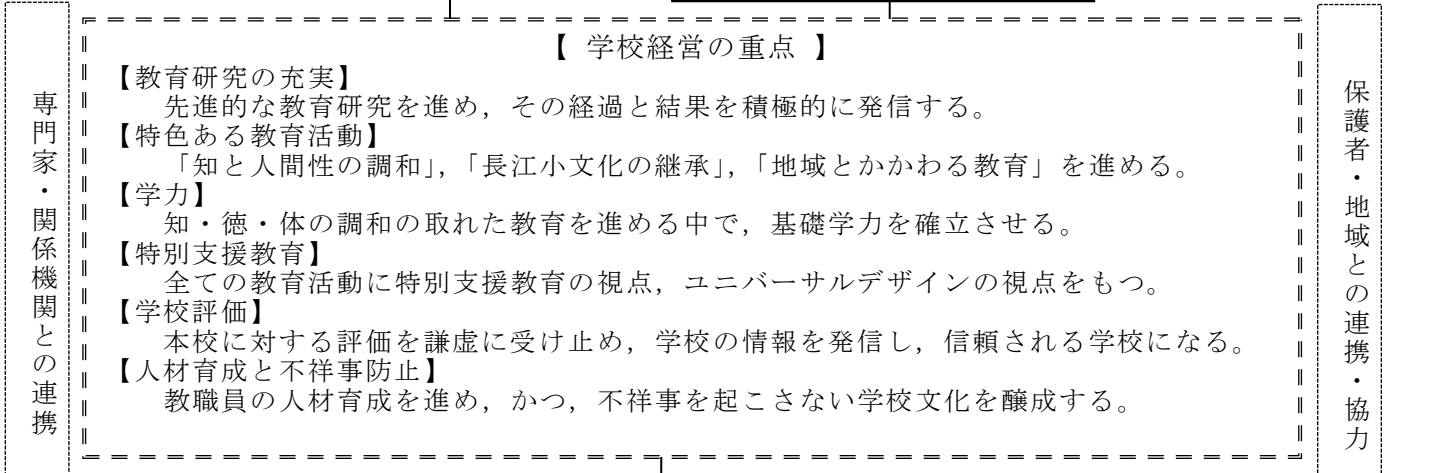 【 学校経営の重点 】
【教育研究の充実】
先進的な教育研究を進め，その経過と結果を積極的に発信する。
【特色ある教育活動】
「知と人間性の調和」，「長江小文化の継承」，「地域とかかわる教育」を進める。
【学力】
知・徳・体の調和の取れた教育を進める中で，基礎学力を確立させる。
【特別支援教育】
全ての教育活動に特別支援教育の視点，ユニバーサルデザインの視点をもつ。
【学校評価】
本校に対する評価を謙虚に受け止め，学校の情報を発信し，信頼される学校になる。
【人材育成と不祥事防止】
教職員の人材育成を進め，かつ，不祥事を起こさない学校文化を醸成する。
専門家・関係機関との連携
保護者・地域との連携・協力